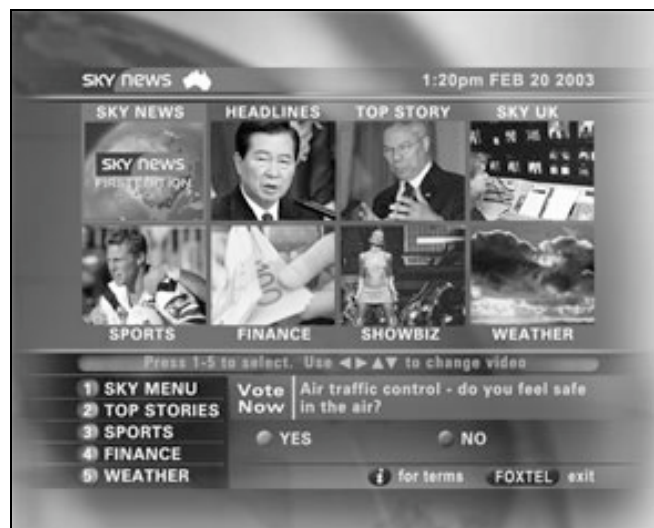 sky news 1:20pm FEB 20 2003
SKY NEWS HEADLINES TOP STORY SKY UK
sky news
FIRST EDITION
SPORTS FINANCE SHOWBIZ WEATHER
Press 1-5 to select. Use ◀ ▶ ▲ ▼ to change video
1 SKY MENU
2 TOP STORIES
3 SPORTS
4 FINANCE
5 WEATHER
Vote Now
Air traffic control - do you feel safe
in the air?
YES NO
i for terms FOXTEL exit